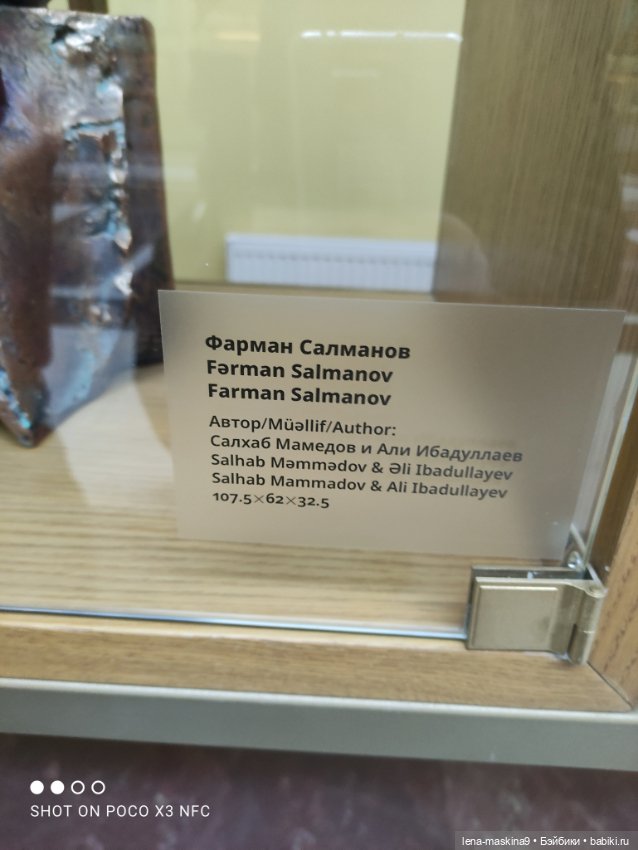 Фарман Салманов
Fərman Salmanov
Farman Salmanov
Автор/Müəllif/Author:
Салхаб Мамедов и Али Ибадуллаев
Salhab Məmmədov & Əli Ibadullayev
Salhab Mammadov & Ali Ibadullayev
107.5×62×32.5
SHOT ON POCO X3 NFC
lena-maskina9 • Бэйбики • babiki.ru